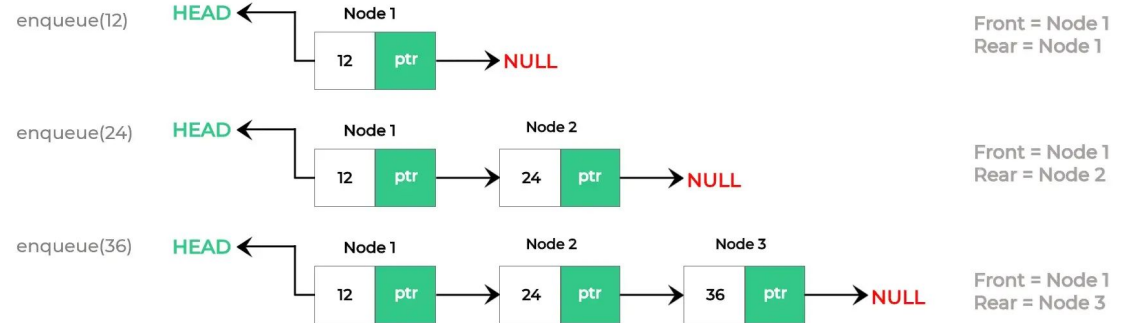 enqueue(12)
HEAD
Node 1
12 ptr
NULL
Front = Node 1
Rear = Node 1
enqueue(24)
HEAD
Node 1
Node 2
12 ptr
24 ptr
NULL
Front = Node 1
Rear = Node 2
enqueue(36)
HEAD
Node 1
Node 2
Node 3
12 ptr
24 ptr
36 ptr
NULL
Front = Node 1
Rear = Node 3